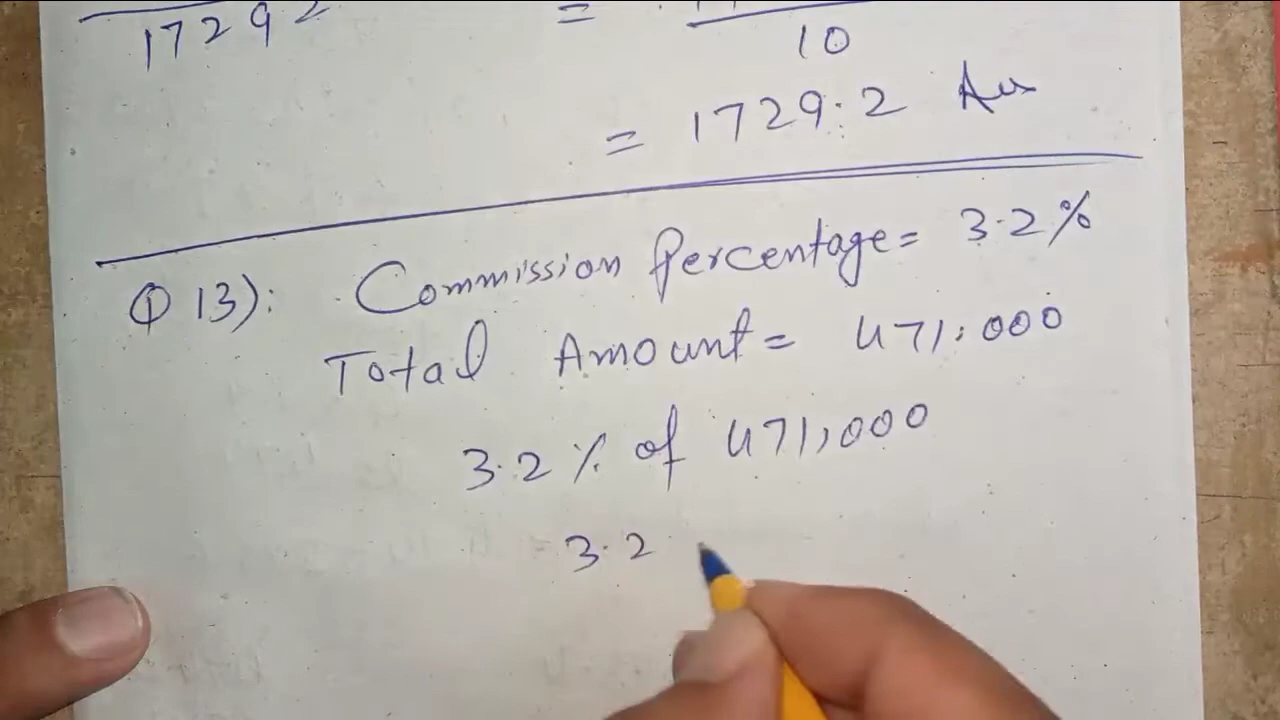 17292 =
10
= 1729.2 Ans
Q 13): Commission Percentage = 3.2%
Total Amount = 471,000
3.2% of 471,000
3.2